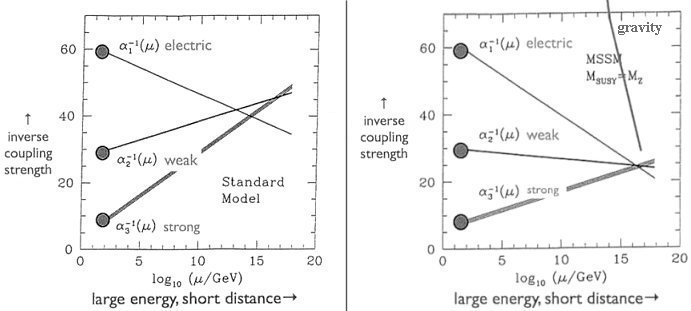 60
40
20
0
↑
inverse
coupling
strength
α₁⁻¹(μ) electric
α₂⁻¹(μ) weak
α₃⁻¹(μ) strong
Standard
Model
0 5 10 15 20
log₁₀ (μ/GeV)
large energy, short distance→
60
40
20
0
↑
inverse
coupling
strength
gravity
α₁⁻¹(μ) electric
MSSM
M_SUSY=M_Z
α₂⁻¹(μ) weak
α₃⁻¹(μ) strong
0 5 10 15 20
log₁₀ (μ/GeV)
large energy, short distance→